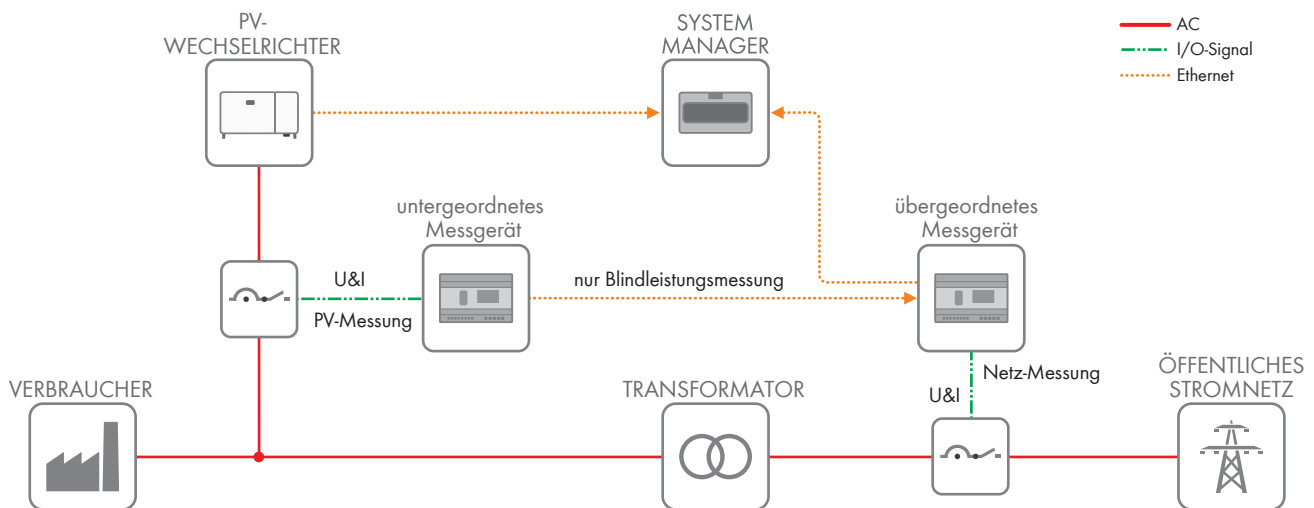 PV-
WECHSELRICHTER
SYSTEM
MANAGER
AC
I/O-Signal
Ethernet
untergeordnetes
Messgerät
übergeordnetes
Messgerät
U&I
PV-Messung
nur Blindleistungsmessung
Netz-Messung
U&I
VERBRAUCHER
TRANSFORMATOR
ÖFFENTLICHES
STROMNETZ